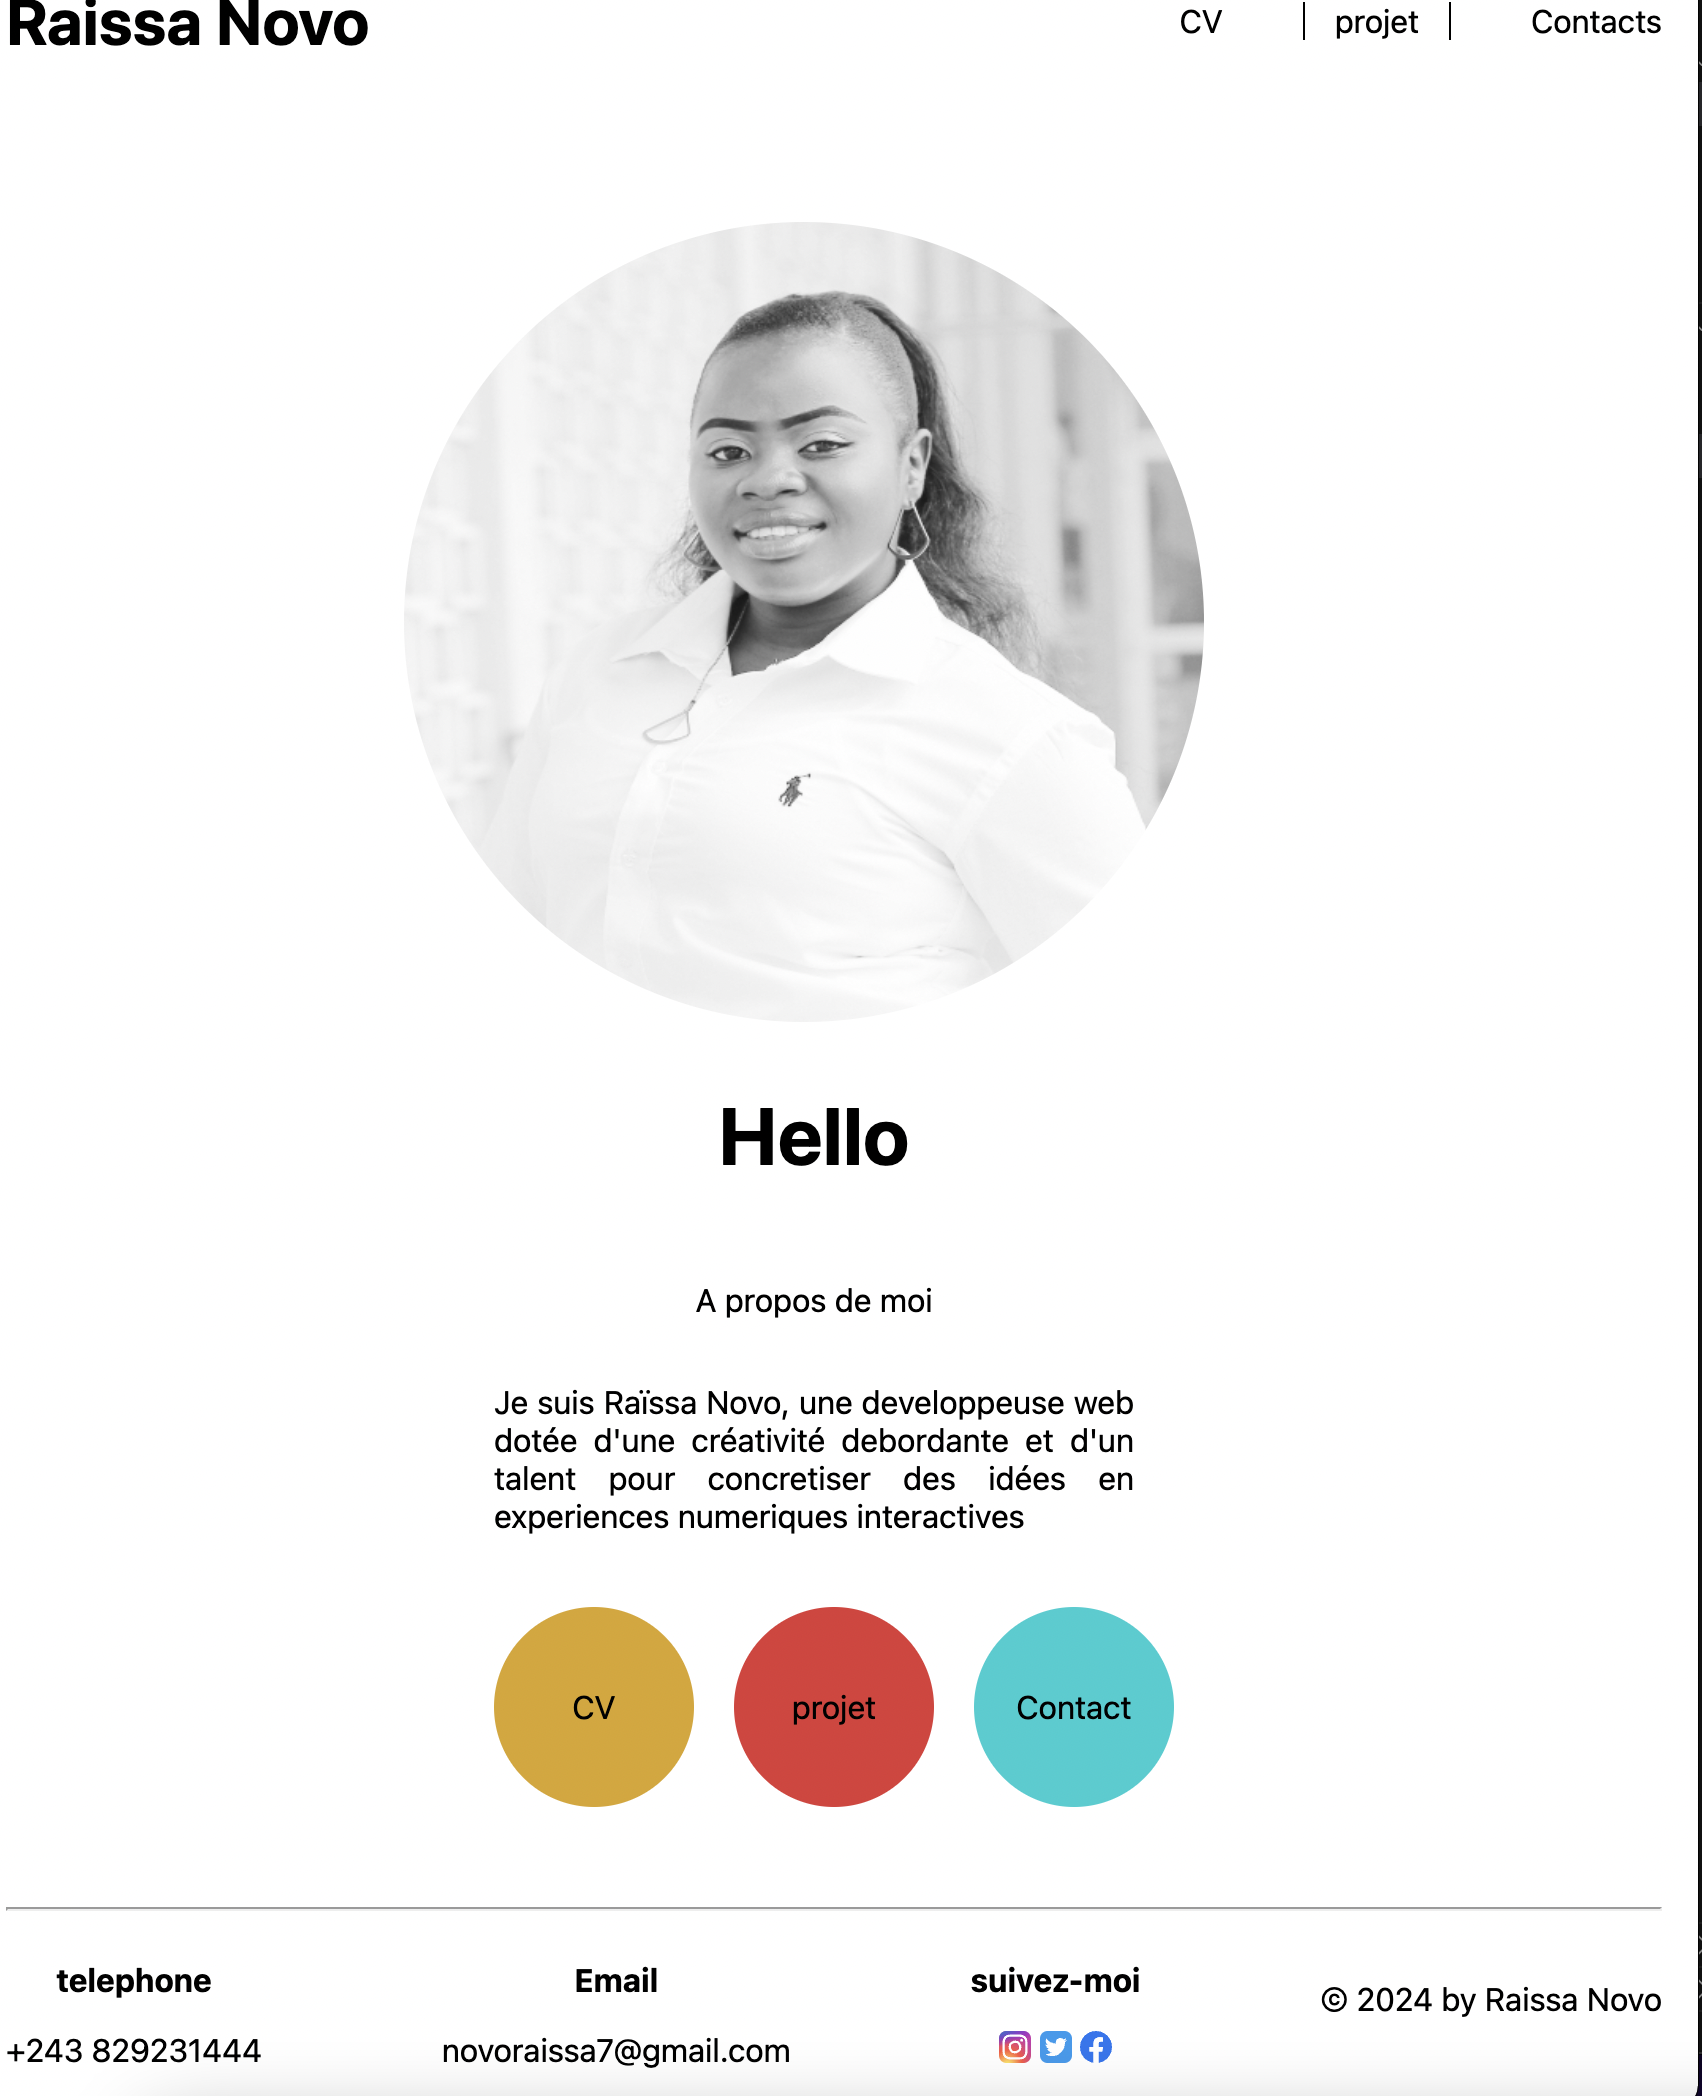 Raissa Novo
CV projet Contacts
Hello
A propos de moi
Je suis Raïssa Novo, une developpeuse web
dotée d'une créativité debordante et d'un
talent pour concretiser des idées en
experiences numeriques interactives
CV projet Contact
telephone
+243 829231444
Email
novoraissa7@gmail.com
suivez-moi
© 2024 by Raissa Novo